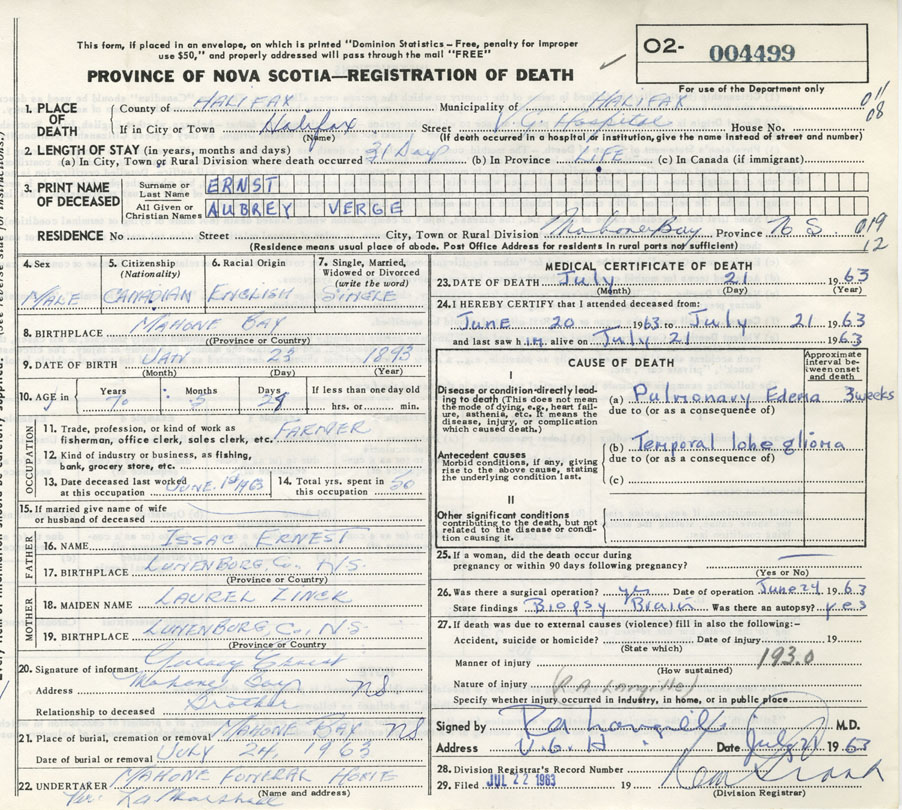 This form, if placed in an envelope, on which is printed "Dominion Statistics - Free, penalty for improper
use $50," and properly addressed will pass through the mail "FREE"
O2- 004499
PROVINCE OF NOVA SCOTIA—REGISTRATION OF DEATH
For use of the Department only
1. PLACE OF DEATH
County of HALIFAX Municipality of HALIFAX 011
If in City or Town Halifax Street V.G. Hospital House No. 08
(Name) (If death occurred in a hospital or institution, give the name instead of street and number)
2. LENGTH OF STAY (in years, months and days)
(a) In City, Town or Rural Division where death occurred 31 Days (b) In Province LIFE (c) In Canada (if immigrant)
3. PRINT NAME OF DECEASED
Surname or Last Name ERNST
All Given or Christian Names AUBREY VERGE
RESIDENCE No Street City, Town or Rural Division Mahone Bay Province N S 019
(Residence means usual place of abode. Post Office Address for residents in rural parts not sufficient) 12
4. Sex MALE
5. Citizenship (Nationality) CANADIAN
6. Racial Origin ENGLISH
7. Single, Married, Widowed or Divorced (write the word) SINGLE
8. BIRTHPLACE MAHONE BAY
(Province or Country)
9. DATE OF BIRTH JAN 23 1893
(Month) (Day) (Year)
10. AGE in Years 70 Months 5 Days 29 If less than one day old hrs. or min.
OCCUPATION
11. Trade, profession or kind of work as fisherman, office clerk, sales clerk, etc. FARMER
12. Kind of industry or business, as fishing, bank, grocery store, etc.
13. Date deceased last worked at this occupation JUNE. 1st 1963
14. Total yrs. spent in this occupation 50
15. If married give name of wife or husband of deceased
FATHER
16. NAME ISSAC ERNEST
17. BIRTHPLACE LUNENBURG, Co. N/S.
(Province or Country)
MOTHER
18. MAIDEN NAME LAUREL ZINCK
19. BIRTHPLACE LUNENBURG, Co, NS
(Province or Country)
20. Signature of informant
Address Mahone Bay NS
Relationship to deceased Brother
21. Place of burial, cremation or removal MAHONE BAY NS
Date of burial or removal JULY 24, 1963
22. UNDERTAKER MAHONE FUNERAL HOME
(Name and address)
Per:
MEDICAL CERTIFICATE OF DEATH
23. DATE OF DEATH July 21 1963
(Month) (Day) (Year)
24. I HEREBY CERTIFY that I attended deceased from:
June 20 1963 to July 21 1963
and last saw him alive on July 21 1963
CAUSE OF DEATH
Approximate interval between onset and death
I
Disease or condition directly leading to death (This does not mean the mode of dying, e.g., heart failure, asthenia, etc. It means the disease, injury, or complication which caused death.)
(a) Pulmonary Edema 3 weeks
due to (or as a consequence of)
Antecedent causes
Morbid conditions, if any, giving rise to the above cause, stating the underlying condition last.
(b) Temporal lobe glioma
due to (or as a consequence of)
(c)
II
Other significant conditions contributing to the death, but not related to the disease or condition causing it.
25. If a woman, did the death occur during pregnancy or within 90 days following pregnancy?
(Yes or No)
26. Was there a surgical operation? yes Date of operation June 24 1963
State findings Biopsy Brain Was there an autopsy? yes
27. If death was due to external causes (violence) fill in also the following:-
Accident, suicide or homicide? Date of injury 19
(State which)
Manner of injury 193.0
(How sustained)
Nature of injury (R.A. Langille)
Specify whether injury occurred in industry, in home, or in public place
Signed by R A Langille M.D.
Address V. G. H. Date July 21 1963
28. Division Registrar's Record Number
29. Filed JUL 22 1963 19
(Division Registrar)